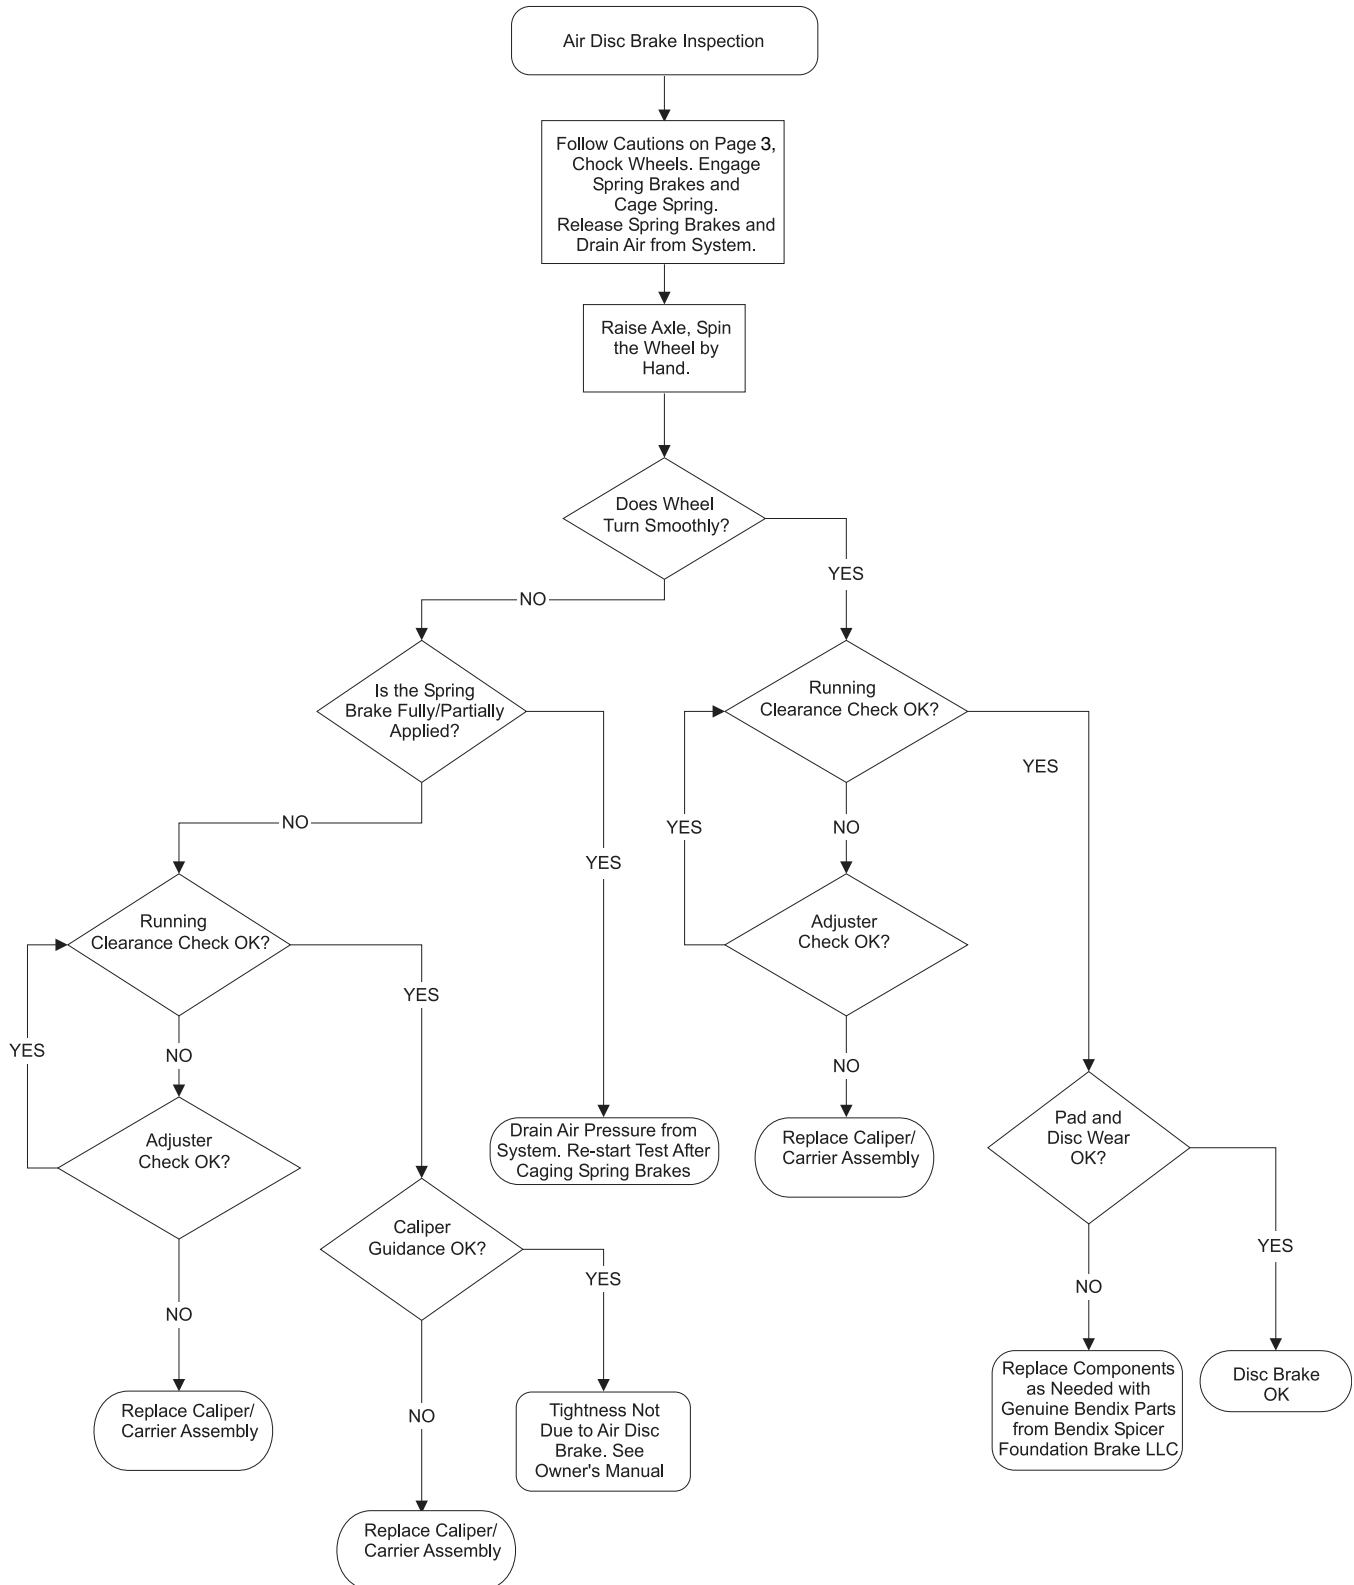 Air Disc Brake Inspection
Follow Cautions on Page 3,
Chock Wheels. Engage
Spring Brakes and
Cage Spring.
Release Spring Brakes and
Drain Air from System.
Raise Axle, Spin
the Wheel by
Hand.
Does Wheel
Turn Smoothly?
YES
NO
Is the Spring
Brake Fully/Partially
Applied?
Running
Clearance Check OK?
YES
NO
YES
NO
YES
Running
Clearance Check OK?
Adjuster
Check OK?
YES
YES
NO
NO
Adjuster
Check OK?
Drain Air Pressure from
System. Re-start Test After
Caging Spring Brakes
Replace Caliper/
Carrier Assembly
Pad and
Disc Wear
OK?
Caliper
Guidance OK?
YES
YES
NO
NO
NO
Replace Caliper/
Carrier Assembly
Tightness Not
Due to Air Disc
Brake. See
Owner's Manual
Replace Components
as Needed with
Genuine Bendix Parts
from Bendix Spicer
Foundation Brake LLC
Disc Brake
OK
Replace Caliper/
Carrier Assembly